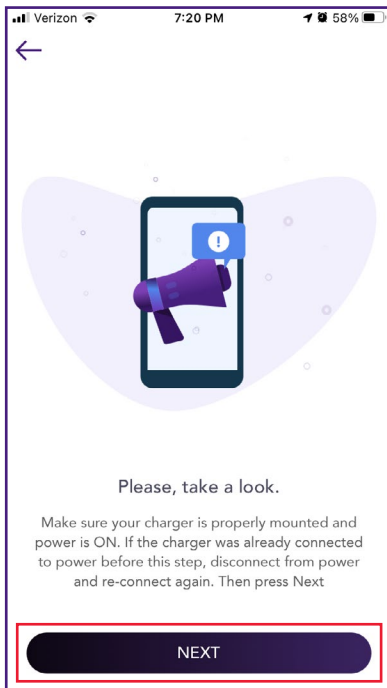 Verizon 7:20 PM 58%
!
Please, take a look.
Make sure your charger is properly mounted and
power is ON. If the charger was already connected
to power before this step, disconnect from power
and re-connect again. Then press Next
NEXT